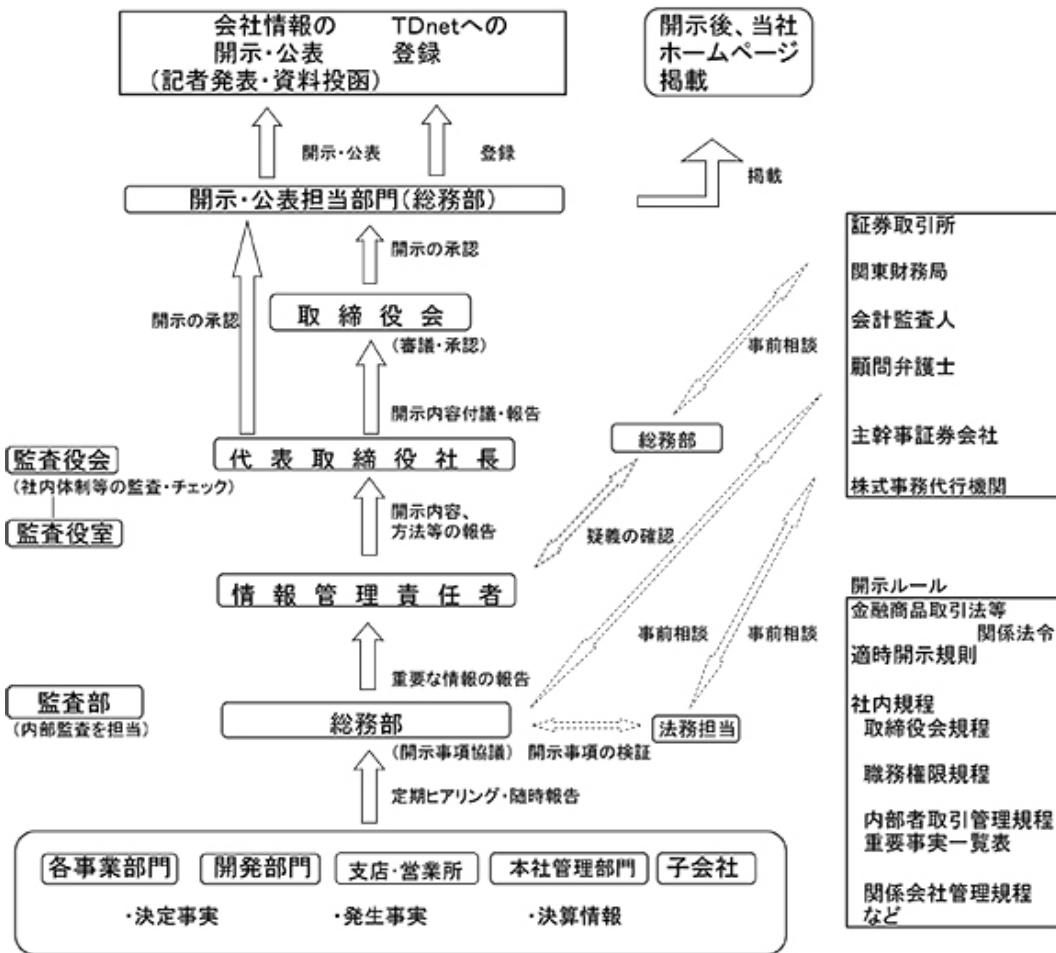 会社情報の
開示・公表
(記者発表・資料投函)
TDnetへの
登録
開示後、当社
ホームページ
掲載
開示・公表
登録
掲載
開示・公表担当部門(総務部)
開示の承認
開示の承認
取締役会
(審議・承認)
開示内容付議・報告
代表取締役社長
監査役会
(社内体制等の監査・チェック)
監査役室
開示内容、
方法等の報告
情報管理責任者
重要な情報の報告
監査部
(内部監査を担当)
総務部
(開示事項協議)
開示事項の検証
法務担当
定期ヒアリング・随時報告
各事業部門
開発部門
支店・営業所
本社管理部門
子会社
・決定事実
・発生事実
・決算情報
総務部
疑義の確認
事前相談
事前相談
事前相談
証券取引所
関東財務局
会計監査人
顧問弁護士
主幹事証券会社
株式事務代行機関
開示ルール
金融商品取引法等
関係法令
適時開示規則
社内規程
取締役会規程
職務権限規程
内部者取引管理規程
重要事実一覧表
関係会社管理規程
など